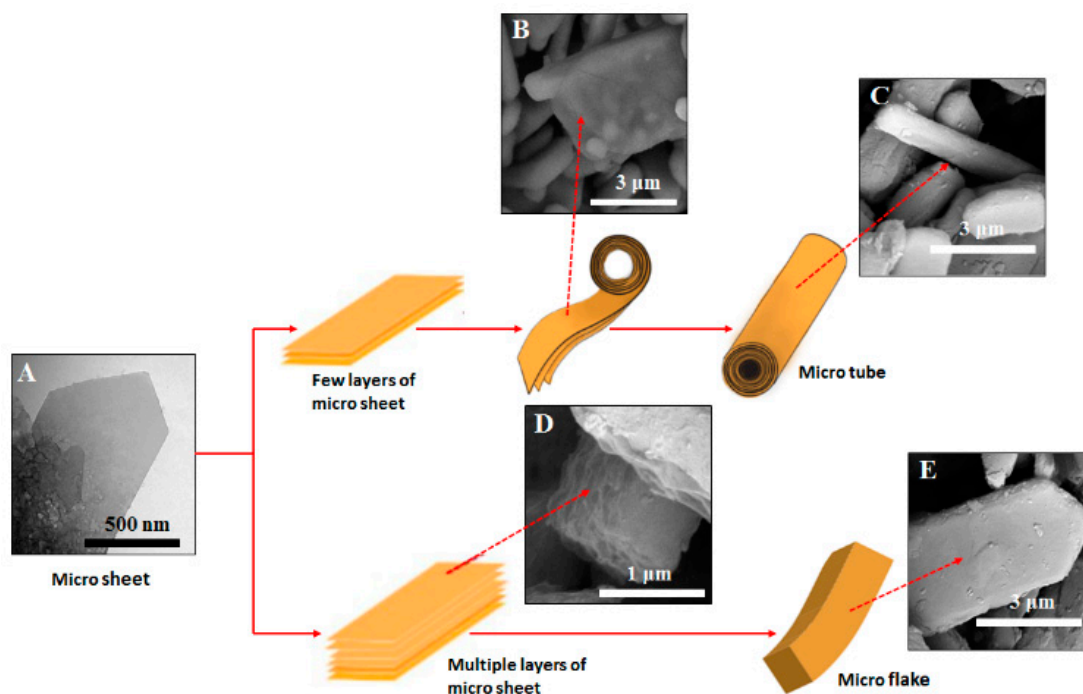 B
3 μm
C
3 μm
A
500 nm
Micro sheet
Few layers of
micro sheet
Micro tube
D
1 μm
E
3 μm
Multiple layers of
micro sheet
Micro flake